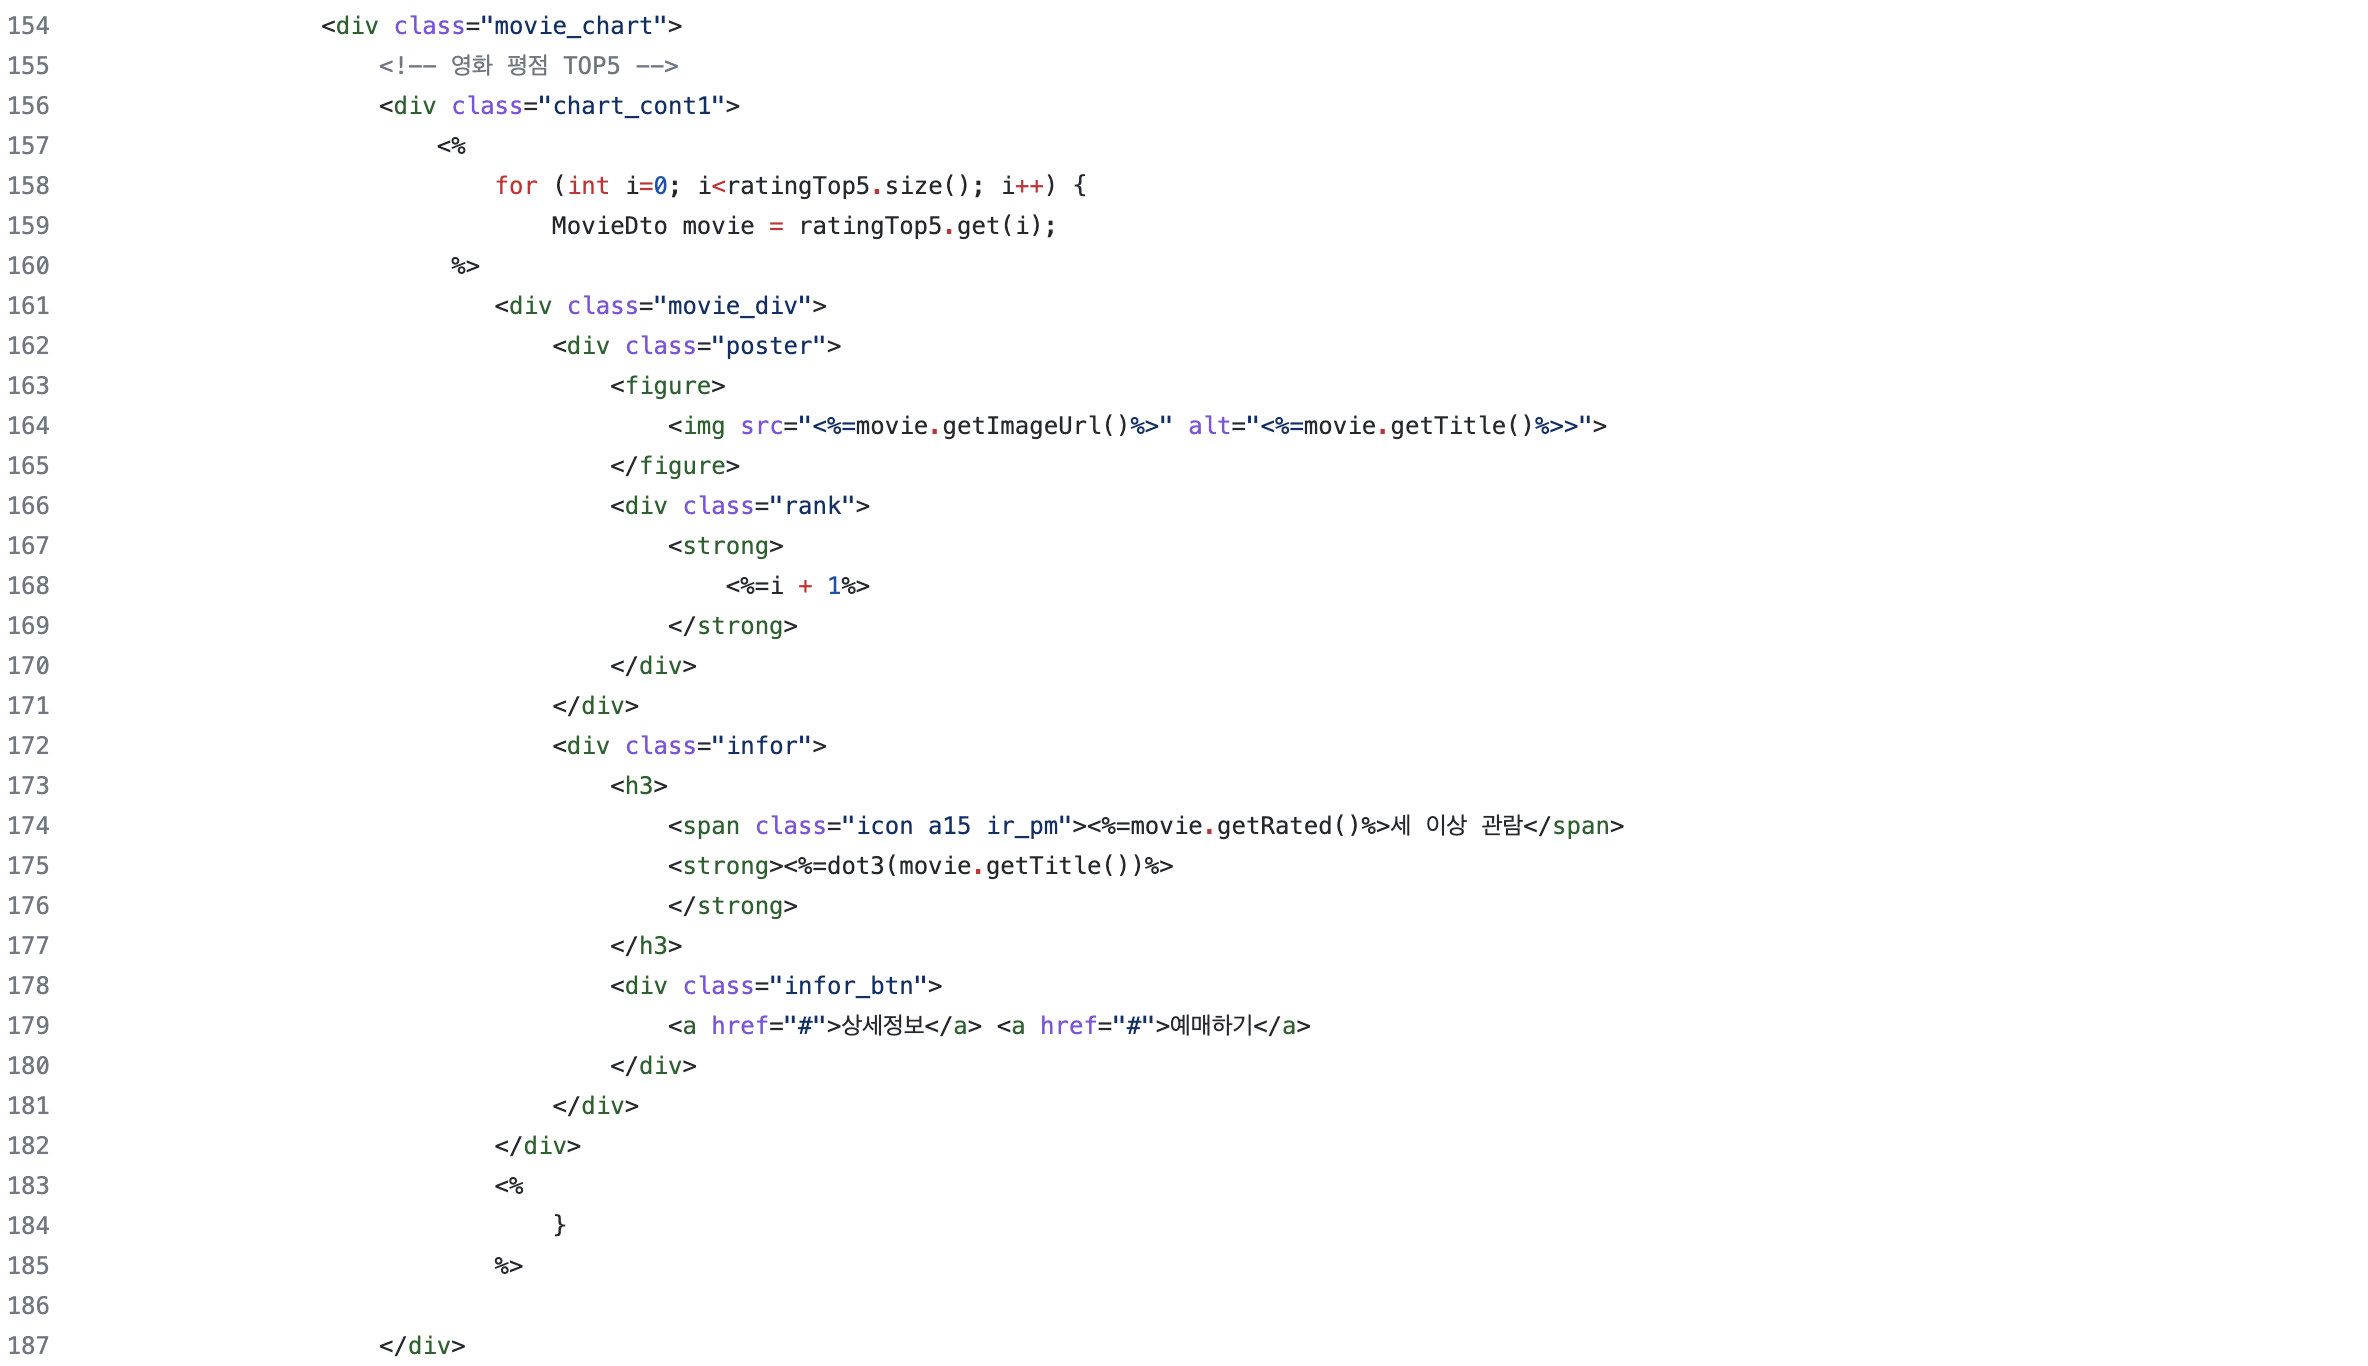 154 <div class="movie_chart">
155 <!-- 영화 평점 TOP5 -->
156 <div class="chart_cont1">
157 <%
158 for (int i=0; i<ratingTop5.size(); i++) {
159 MovieDto movie = ratingTop5.get(i);
160 %>
161 <div class="movie_div">
162 <div class="poster">
163 <figure>
164 <img src="<%=movie.getImageUrl()%>" alt="<%=movie.getTitle()%>>">
165 </figure>
166 <div class="rank">
167 <strong>
168 <%=i + 1%>
169 </strong>
170 </div>
171 </div>
172 <div class="infor">
173 <h3>
174 <span class="icon a15 ir_pm"><%=movie.getRated()%>세 이상 관람</span>
175 <strong><%=dot3(movie.getTitle())%>
176 </strong>
177 </h3>
178 <div class="infor_btn">
179 <a href="#">상세정보</a> <a href="#">예매하기</a>
180 </div>
181 </div>
182 </div>
183 <%
184 }
185 %>
186
187 </div>